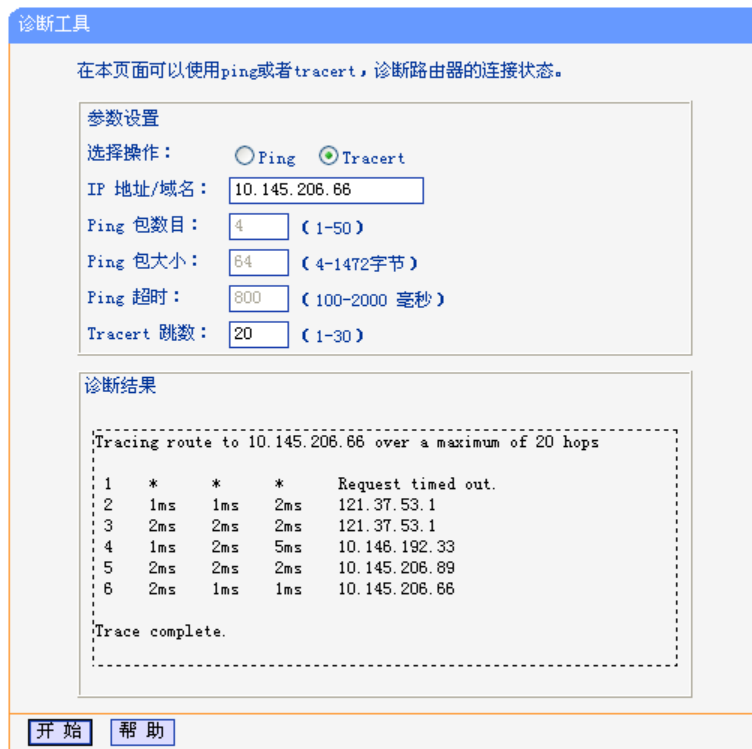 诊断工具
在本页面可以使用ping或者tracert，诊断路由器的连接状态。
参数设置
选择操作： Ping Tracert
IP 地址/域名： 10.145.206.66
Ping 包数目： 4 （1-50）
Ping 包大小： 64 （4-1472字节）
Ping 超时： 800 （100-2000 毫秒）
Tracert 跳数： 20 （1-30）
诊断结果
Tracing route to 10.145.206.66 over a maximum of 20 hops
1 * * * Request timed out.
2 1ms 1ms 2ms 121.37.53.1
3 2ms 2ms 2ms 121.37.53.1
4 1ms 2ms 5ms 10.146.192.33
5 2ms 2ms 2ms 10.145.206.89
6 2ms 1ms 1ms 10.145.206.66
Trace complete.
开 始 帮 助